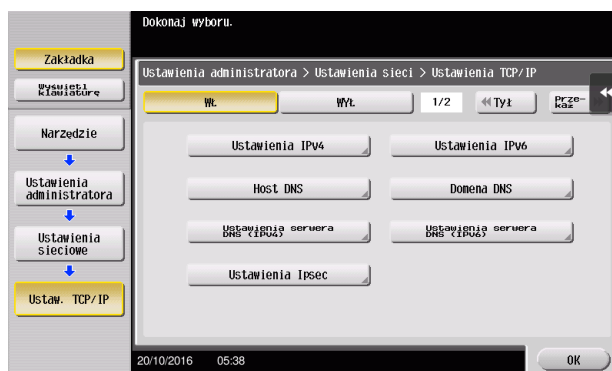 Dokonaj wyboru.
Zakładka
Wyświetl
klawiaturę
Narzędzie
Ustawienia
administratora
Ustawienia
sieciowe
Ustaw. TCP/IP
Ustawienia administratora > Ustawienia sieci > Ustawienia TCP/IP
Wł.
WYŁ.
1/2
Tył
Prze-
każ
Ustawienia IPv4
Ustawienia IPv6
Host DNS
Domena DNS
Ustawienia serwera
DNS (IPv4)
Ustawienia serwera
DNS (IPv6)
Ustawienia Ipsec
20/10/2016 05:38
OK